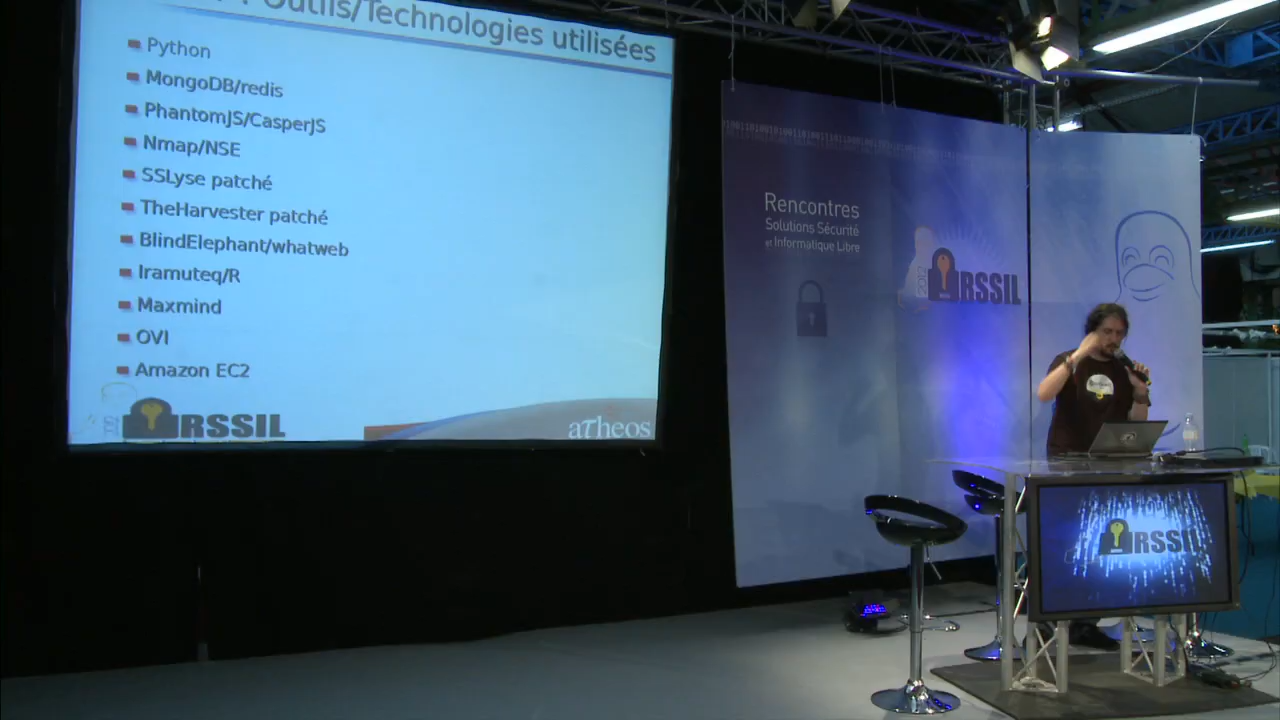 Outils/Technologies utilisées
Python
MongoDB/redis
PhantomJS/CasperJS
Nmap/NSE
SSLyse patché
TheHarvester patché
BlindElephant/whatweb
Iramuteq/R
Maxmind
OVI
Amazon EC2
RSSIL
aTheos
Rencontres
Solutions Sécurité
et Informatique Libre
RSSIL
RSSIL